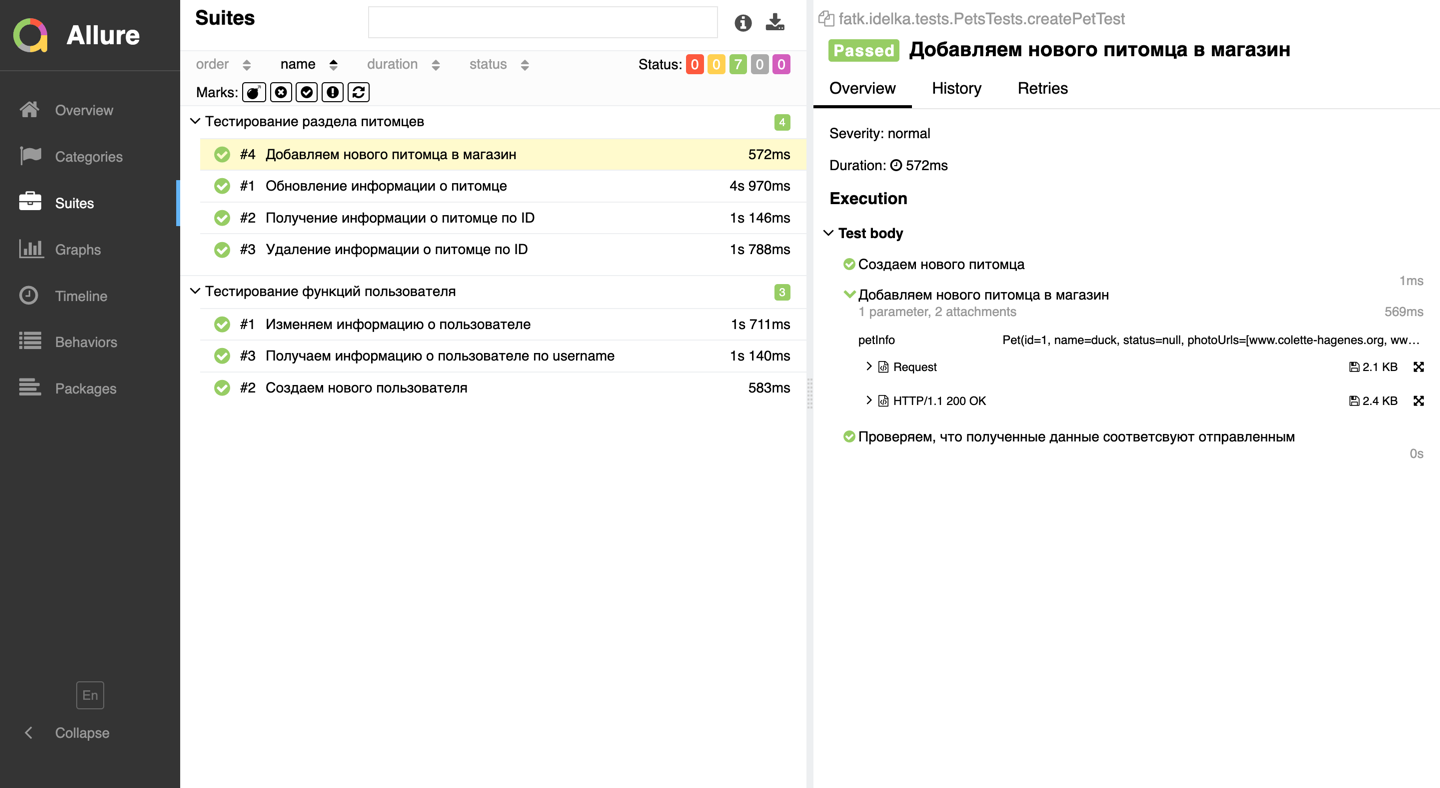 Allure
Overview
Categories
Suites
Graphs
Timeline
Behaviors
Packages
En
Collapse
Suites
order name duration status Status: 0 0 7 0 0
Marks:
Тестирование раздела питомцев 4
#4 Добавляем нового питомца в магазин 572ms
#1 Обновление информации о питомце 4s 970ms
#2 Получение информации о питомце по ID 1s 146ms
#3 Удаление информации о питомце по ID 1s 788ms
Тестирование функций пользователя 3
#1 Изменяем информацию о пользователе 1s 711ms
#3 Получаем информацию о пользователе по username 1s 140ms
#2 Создаем нового пользователя 583ms
fatk.idelka.tests.PetsTests.createPetTest
Passed Добавляем нового питомца в магазин
Overview History Retries
Severity: normal
Duration: 572ms
Execution
Test body
Создаем нового питомца
1ms
Добавляем нового питомца в магазин
1 parameter, 2 attachments 569ms
petInfo Pet(id=1, name=duck, status=null, photoUrls=[www.colette-hagenes.org, ww…
Request 2.1 KB
HTTP/1.1 200 OK 2.4 KB
Проверяем, что полученные данные соответсвуют отправленным
0s